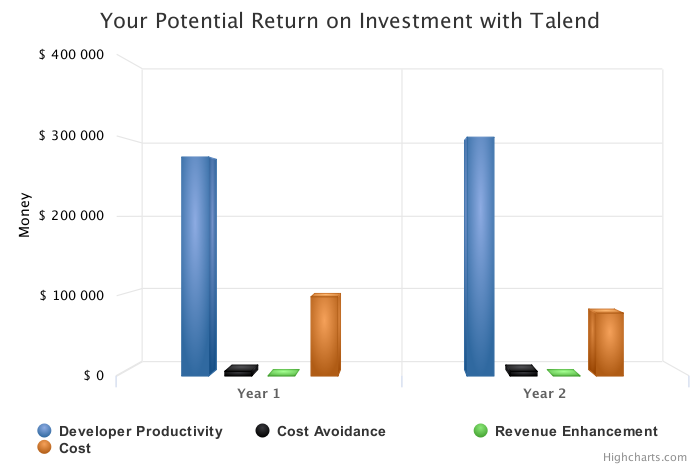 Your Potential Return on Investment with Talend
$ 400 000
$ 300 000
$ 200 000
$ 100 000
$ 0
Money
Year 1
Year 2
Developer Productivity
Cost Avoidance
Revenue Enhancement
Cost
Highcharts.com